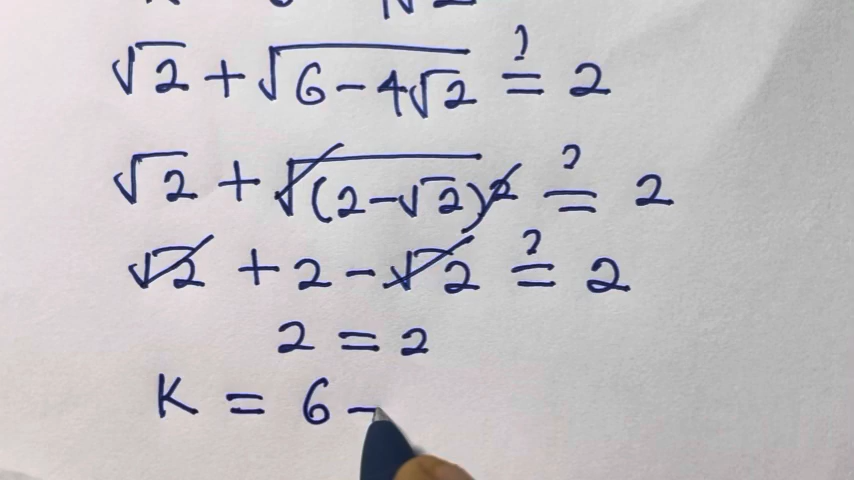 √2 + √(6 - 4√2) ≟ 2
√2 + √((2 - √2)²) ≟ 2
√2 + 2 - √2 ≟ 2
2 = 2
K = 6 -